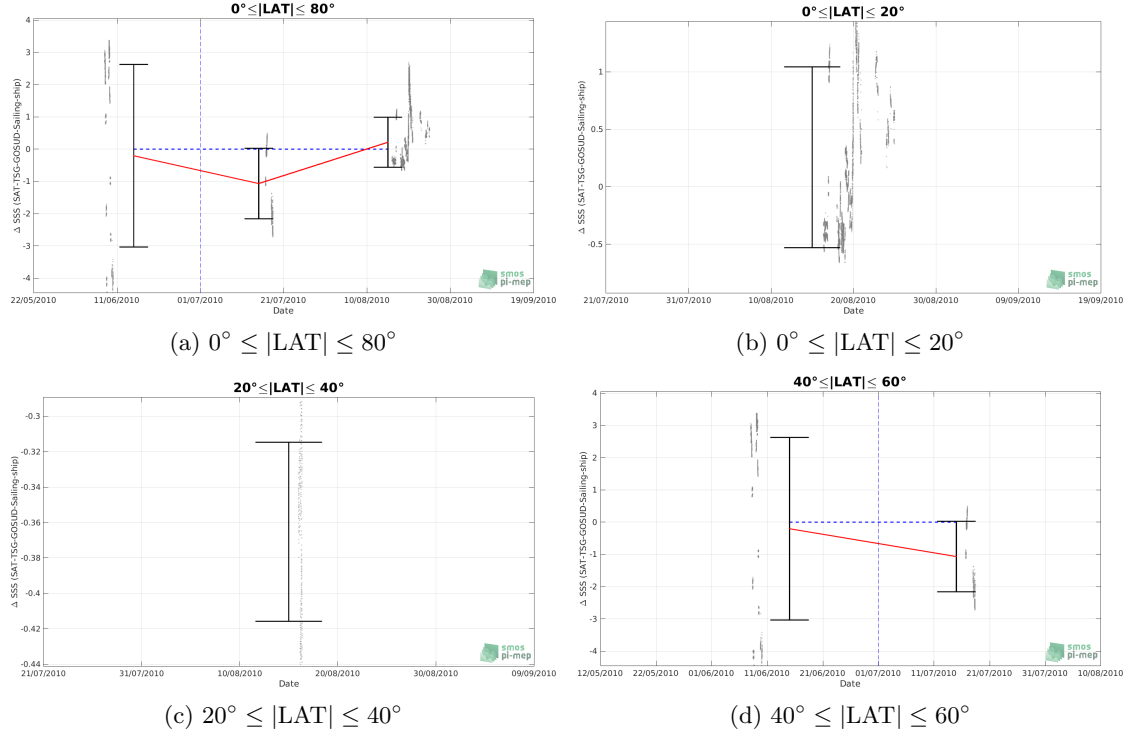 0°≤|LAT|≤ 80°
Δ SSS (SAT-TSG-GOSUD-Sailing-ship)
4
3
2
1
0
-1
-2
-3
-4
22/05/2010 11/06/2010 01/07/2010 21/07/2010 10/08/2010 30/08/2010 19/09/2010
Date
smos
pi-mep
(a) 0° ≤ |LAT| ≤ 80°
0°≤|LAT|≤ 20°
Δ SSS (SAT-TSG-GOSUD-Sailing-ship)
1
0.5
0
-0.5
21/07/2010 31/07/2010 10/08/2010 20/08/2010 30/08/2010 09/09/2010 19/09/2010
Date
smos
pi-mep
(b) 0° ≤ |LAT| ≤ 20°
20°≤|LAT|≤ 40°
Δ SSS (SAT-TSG-GOSUD-Sailing-ship)
-0.3
-0.32
-0.34
-0.36
-0.38
-0.4
-0.42
-0.44
21/07/2010 31/07/2010 10/08/2010 20/08/2010 30/08/2010 09/09/2010
Date
smos
pi-mep
(c) 20° ≤ |LAT| ≤ 40°
40°≤|LAT|≤ 60°
Δ SSS (SAT-TSG-GOSUD-Sailing-ship)
4
3
2
1
0
-1
-2
-3
-4
12/05/2010 22/05/2010 01/06/2010 11/06/2010 21/06/2010 01/07/2010 11/07/2010 21/07/2010 31/07/2010 10/08/2010
Date
smos
pi-mep
(d) 40° ≤ |LAT| ≤ 60°